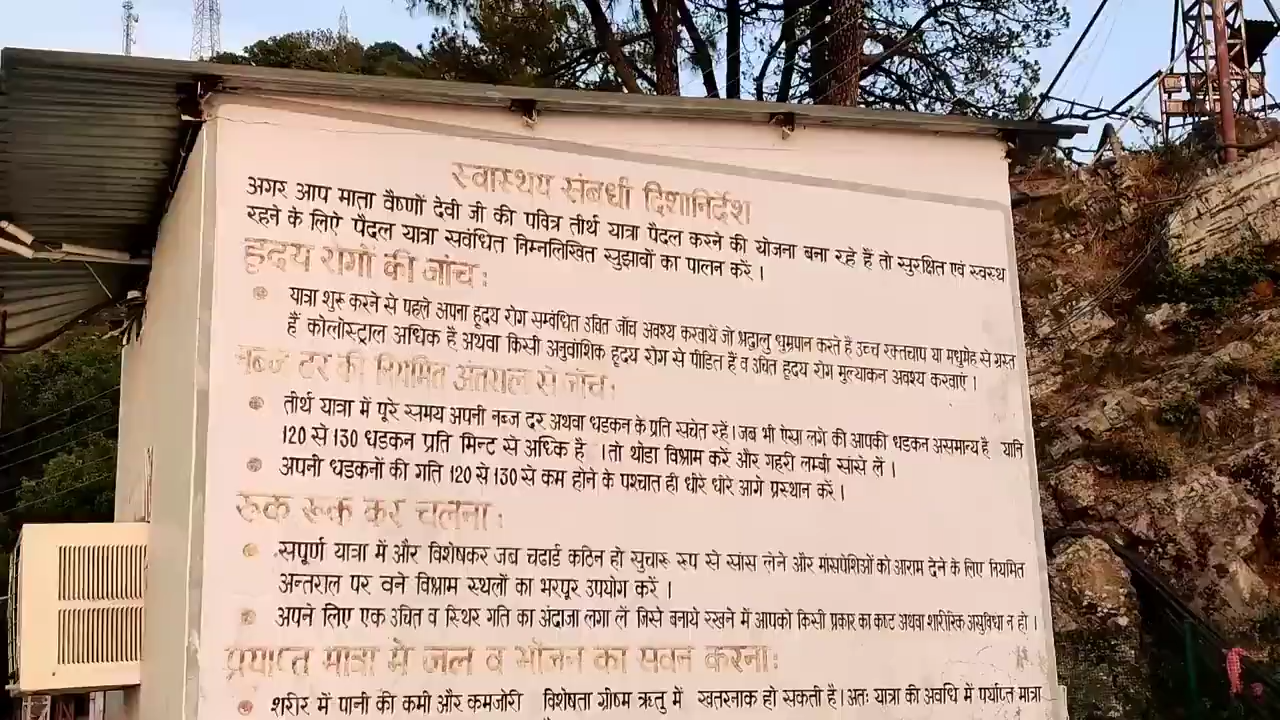 स्वास्थय संबंधी दिशानिर्देश
अगर आप माता वैष्णों देवी जी की पवित्र तीर्थ यात्रा पैदल करने की योजना बना रहे हैं तो सुरक्षित एवं स्वस्थ
रहने के लिऐ पैदल यात्रा सवंधित निम्नलिखित सुझावों का पालन करें।
हृदय रोगों की जांच:
यात्रा शुरू करने से पहले अपना हृदय रोग सम्बंधित उचित जाँच अवश्य करवायें जो श्रद्वालु धुम्रपान करते है उच्च रक्तचाप या मधुमेह से ग्रस्त
हैं कोलोस्ट्राल अधिक है अथवा किसी अनुवांशिक हृदय रोग से पीडित हैं व उचित हृदय रोग मुल्याकन अवश्य करवाएं।
नब्ज दर की नियमित अंतराल से जांच:
तीर्थ यात्रा में पूरे समय अपनी नब्ज दर अथवा धडकन के प्रति सचेत रहें। जब भी ऐसा लगे की आपकी धडकन असमान्य है यानि
120 से 130 धडकन प्रति मिन्ट से अधिक है । तो थोडा विश्राम करें और गहरी लम्बी सांसे लें।
अपनी धडकनों की गति 120 से 130 से कम होने के पश्चात ही धीरे धीरे आगे प्रस्थान करें।
रूक रूक कर चलना:
संपूर्ण यात्रा में और विशेषकर जब चढाई कठिन हो सुचारू रूप से सांस लेने और मांसपेशिओं को आराम देने के लिए नियमित
अन्तराल पर वने विश्राम स्थलों का भरपूर उपयोग करें।
अपने लिए एक उचित व स्थिर गति का अंदाजा लगा लें जिसे बनाये रखने में आपको किसी प्रकार का कष्ट अथवा शारीरिक असुविधा न हो।
प्रयाप्त मात्रा में जल व भोजन का सेवन करना:
शरीर में पानी की कमी और कमजोरी विशेषता ग्रीष्म ऋतु में खतरनाक हो सकती है। अतः यात्रा की अवधि में पर्याप्त मात्रा